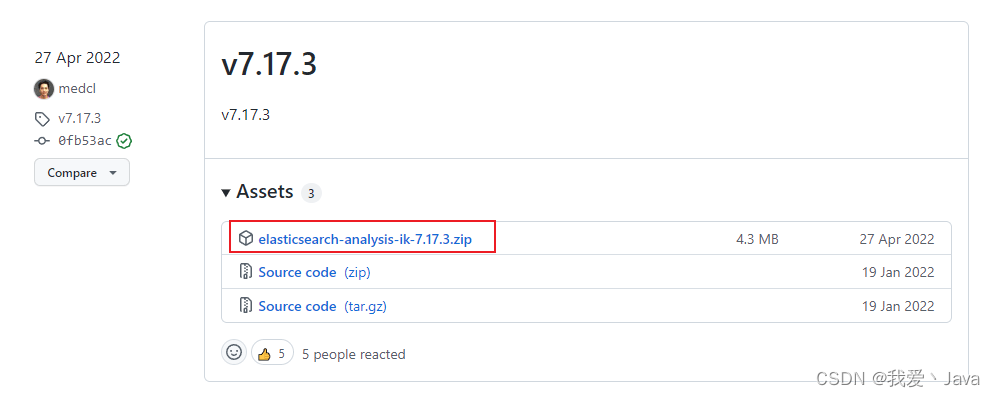 27 Apr 2022
medcl
v7.17.3
0fb53ac
Compare
v7.17.3
v7.17.3
Assets 3
elasticsearch-analysis-ik-7.17.3.zip 4.3 MB 27 Apr 2022
Source code (zip) 19 Jan 2022
Source code (tar.gz) 19 Jan 2022
👍 5 5 people reacted
CSDN @我爱丶Java